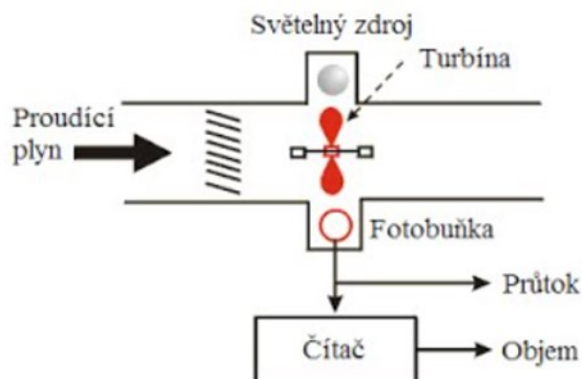 Světelný zdroj
Turbína
Proudící
plyn
Fotobuňka
Průtok
Čítač
Objem